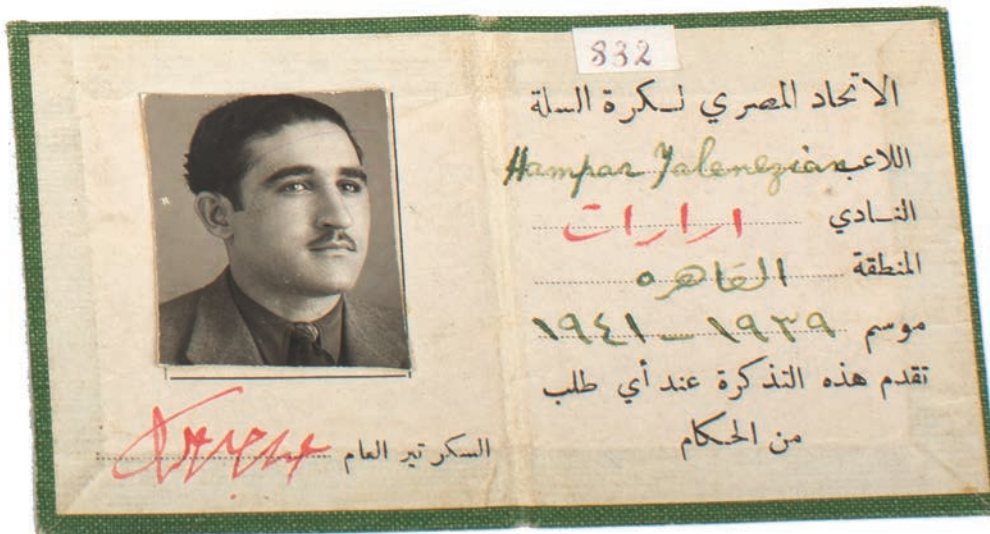 832
الاتحاد المصري لكرة السلة
اللاعب Hampar Yalenezian
النادي ارارات
المنطقة القاهره
موسم ١٩٣٩ — ١٩٤١
تقدم هذه التذكرة عند أي طلب
من الحكام
السكرتير العام